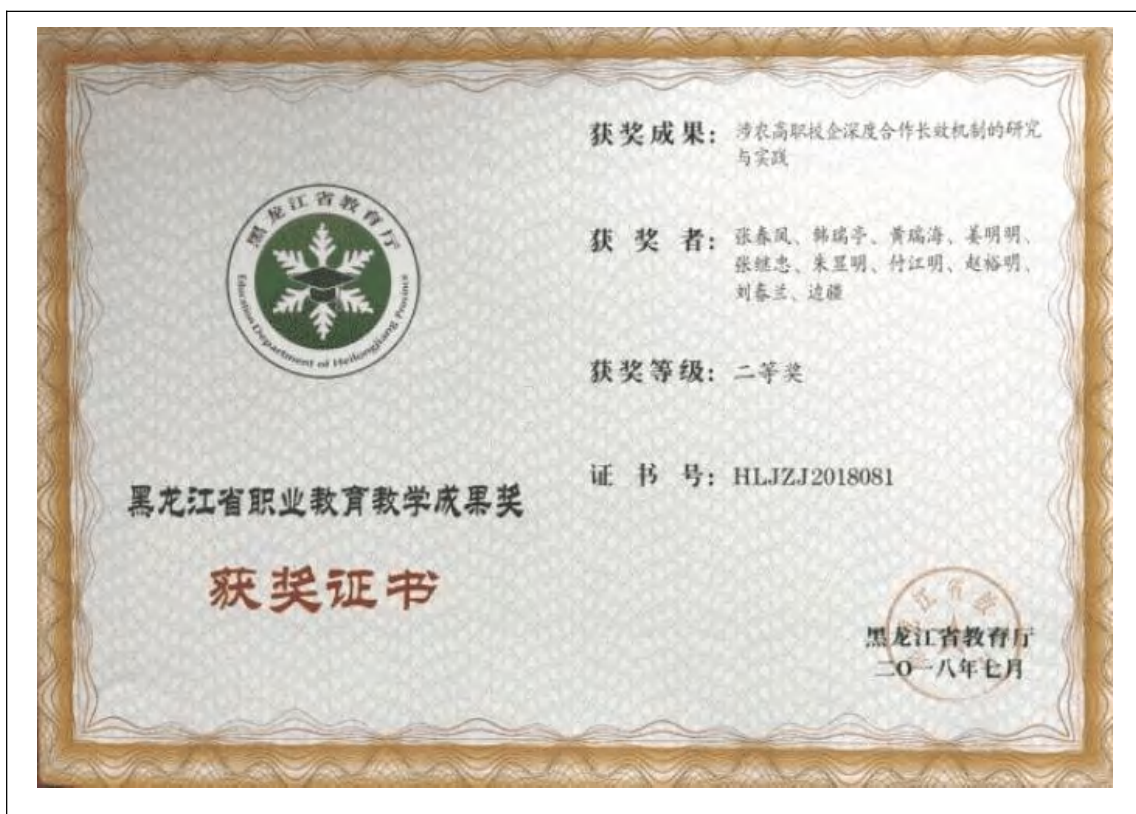 黑龙江省教育厅
Education Department of Heilongjiang Province
黑龙江省职业教育教学成果奖
获奖证书
获奖成果：涉农高职校企深度合作长效机制的研究
与实践
获奖者：张春凤、韩瑞亭、黄瑞海、姜明明、
张继忠、朱显明、付江明、赵裕明、
刘春兰、边疆
获奖等级：二等奖
证书号：HLJZJ2018081
黑龙江省教育厅
二〇一八年七月